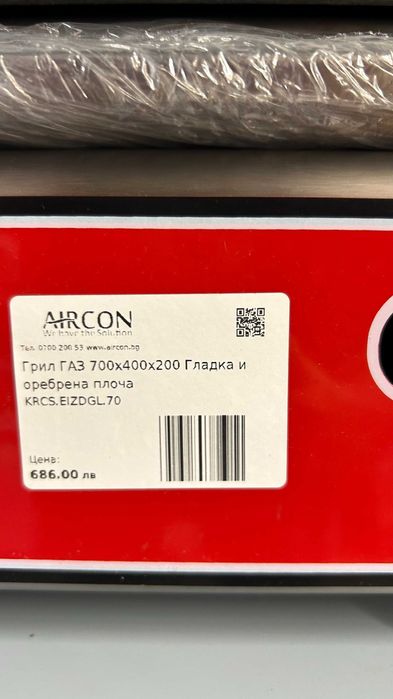 AIRCON
We have the Solution
Тел. 0700 200 53 www.aircon.bg
Грил ГАЗ 700x400x200 Гладка и
оребрена плоча
KRCS.EIZDGL.70
Цена:
686.00 лв